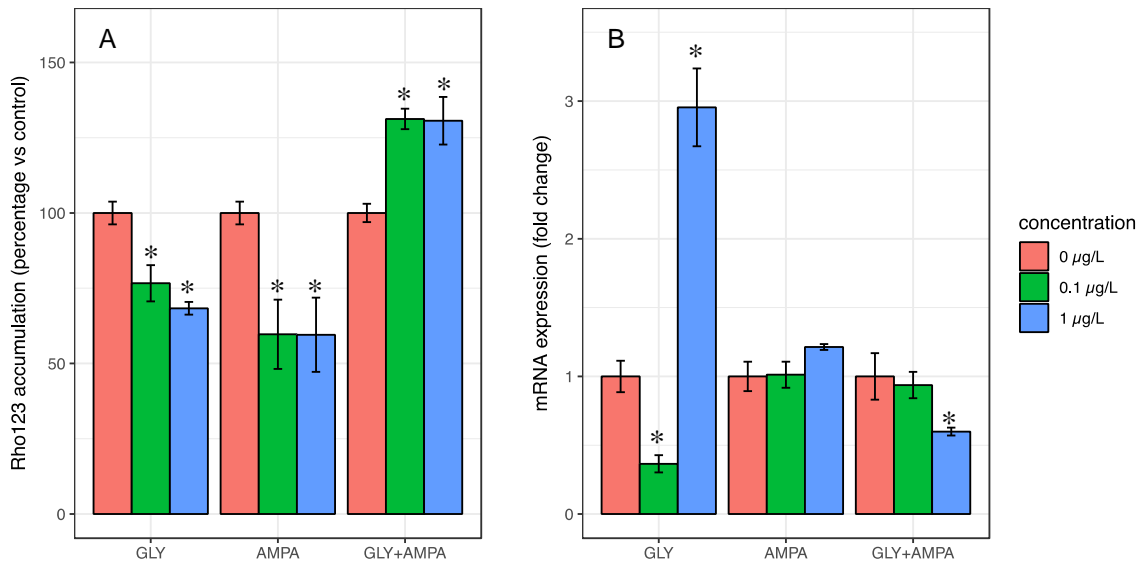 A
Rho123 accumulation (percentage vs control)
150
100
50
0
*
*
*
*
*
*
GLY
AMPA
GLY+AMPA
B
mRNA expression (fold change)
3
2
1
0
*
*
*
GLY
AMPA
GLY+AMPA
concentration
0 µg/L
0.1 µg/L
1 µg/L